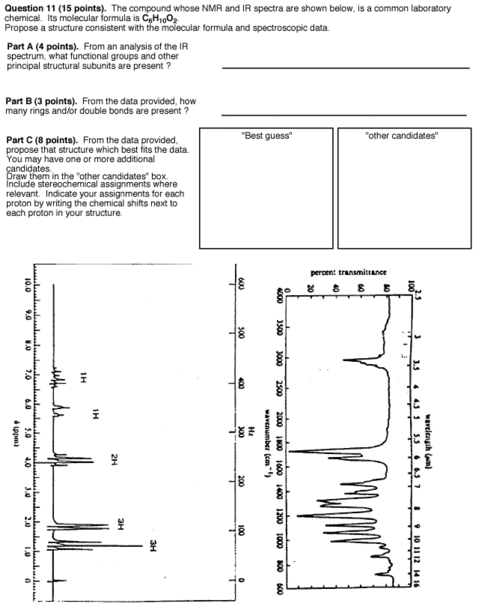 Question 11 (15 points). The compound whose NMR and IR spectra are shown below, is a common laboratory
chemical. Its molecular formula is C6H10O2.
Propose a structure consistent with the molecular formula and spectroscopic data.
Part A (4 points). From an analysis of the IR
spectrum, what functional groups and other
principal structural subunits are present ?
Part B (3 points). From the data provided, how
many rings and/or double bonds are present ?
Part C (8 points). From the data provided,
propose that structure which best fits the data.
You may have one or more additional
candidates.
Draw them in the "other candidates" box.
Include stereochemical assignments where
relevant. Indicate your assignments for each
proton by writing the chemical shifts next to
each proton in your structure.
"Best guess"
"other candidates"
600
500
400
Hz
300
200
100
0
1H
1H
2H
3H
3H
10.0
9.0
8.0
7.0
6.0
5.0
4.0
3.0
2.0
1.0
0
δ (ppm)
percent transmittance
0
20
40
60
80
100
wavelength (μm)
2.5
3
3.5
4
4.5
5
5.5
6
6.5
7
8
9
10
11
12
14
16
4000
3500
3000
2500
2000
1800
1600
1400
1200
1000
800
600
wavenumber (cm⁻¹)